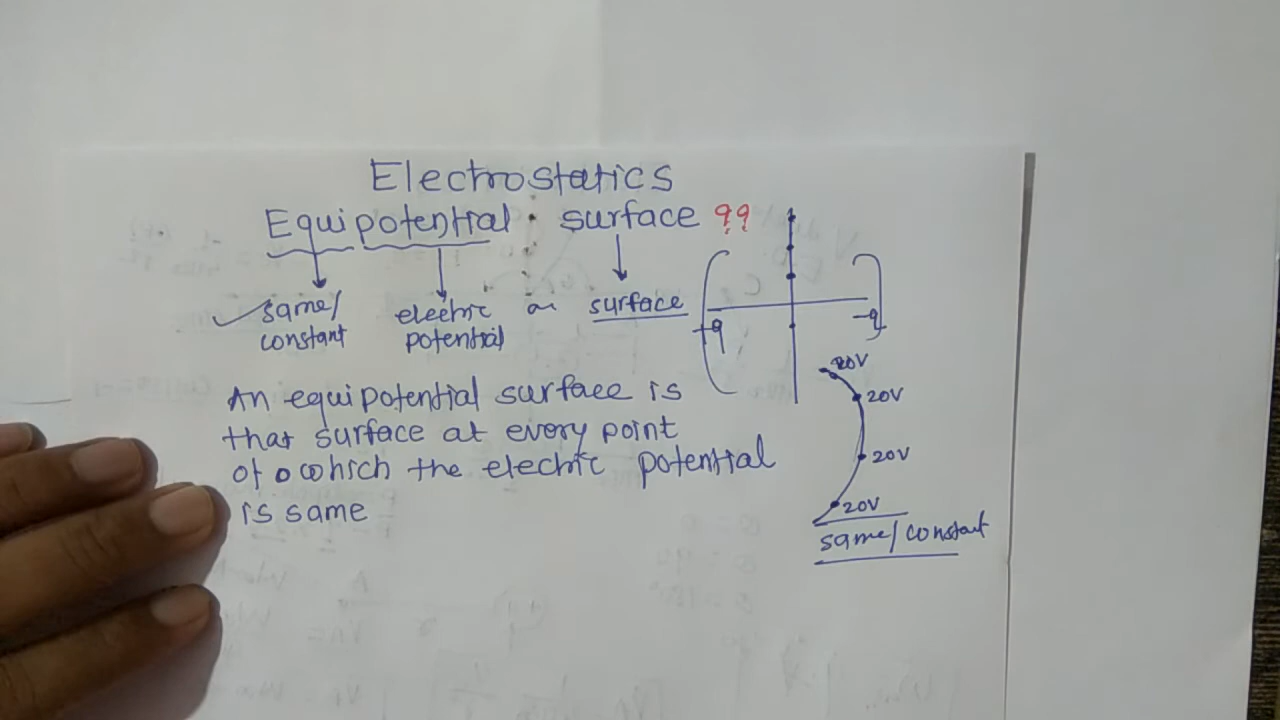 Electrostatics
Equipotential surface ??
same/ electric on surface
constant potential
+q -q
An equipotential surface is
that surface at every point
of which the electric potential
is same
20V
20V
20V
20V
same/constant